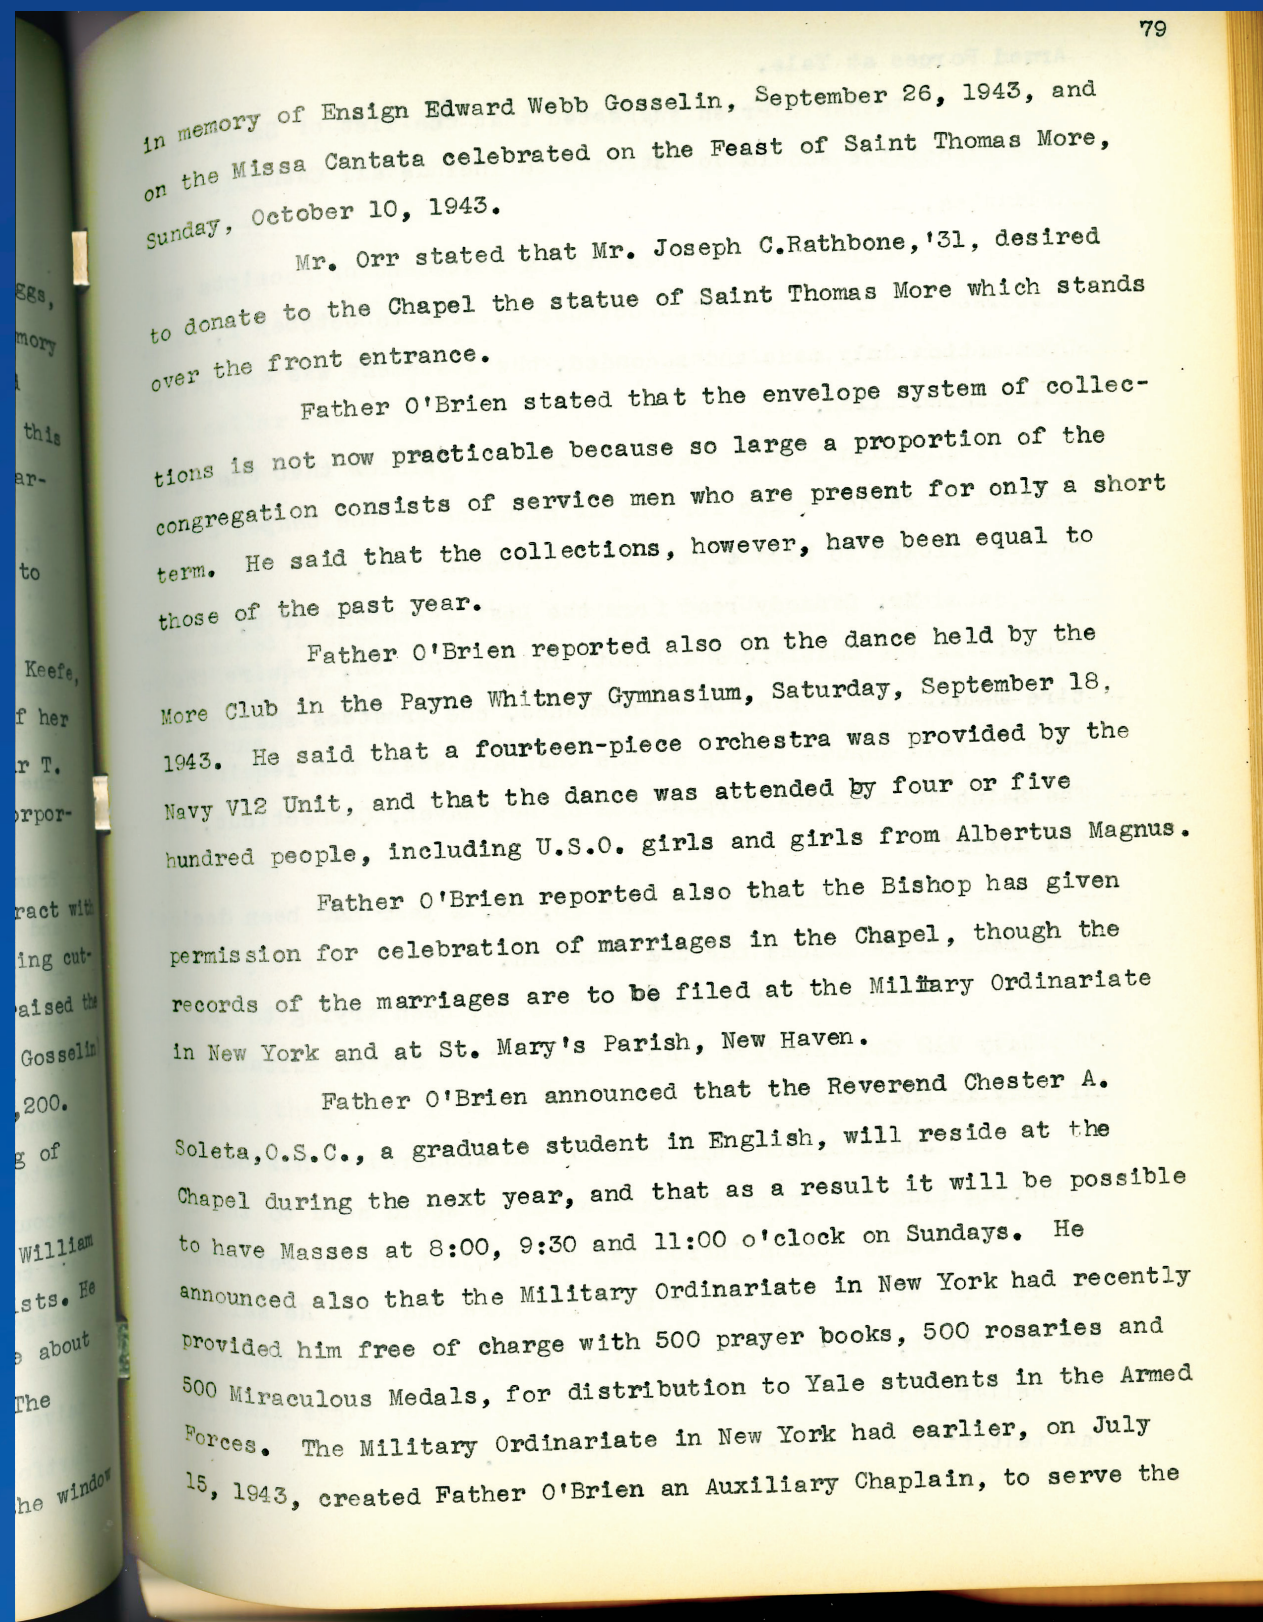 79
in memory of Ensign Edward Webb Gosselin, September 26, 1943, and
on the Missa Cantata celebrated on the Feast of Saint Thomas More,
Sunday, October 10, 1943.
Mr. Orr stated that Mr. Joseph C.Rathbone,'31, desired
to donate to the Chapel the statue of Saint Thomas More which stands
over the front entrance.
Father O'Brien stated that the envelope system of collec-
tions is not now practicable because so large a proportion of the
congregation consists of service men who are present for only a short
term. He said that the collections, however, have been equal to
those of the past year.
Father O'Brien reported also on the dance held by the
More Club in the Payne Whitney Gymnasium, Saturday, September 18,
1943. He said that a fourteen-piece orchestra was provided by the
Navy V12 Unit, and that the dance was attended by four or five
hundred people, including U.S.O. girls and girls from Albertus Magnus.
Father O'Brien reported also that the Bishop has given
permission for celebration of marriages in the Chapel, though the
records of the marriages are to be filed at the Military Ordinariate
in New York and at St. Mary's Parish, New Haven.
Father O'Brien announced that the Reverend Chester A.
Soleta,O.S.C., a graduate student in English, will reside at the
Chapel during the next year, and that as a result it will be possible
to have Masses at 8:00, 9:30 and 11:00 o'clock on Sundays. He
announced also that the Military Ordinariate in New York had recently
provided him free of charge with 500 prayer books, 500 rosaries and
500 Miraculous Medals, for distribution to Yale students in the Armed
Forces. The Military Ordinariate in New York had earlier, on July
15, 1943, created Father O'Brien an Auxiliary Chaplain, to serve the
this
to
Keefe,
her
T.
with
cut-
the
Gosselin
,200.
of
William
He
about
The
window